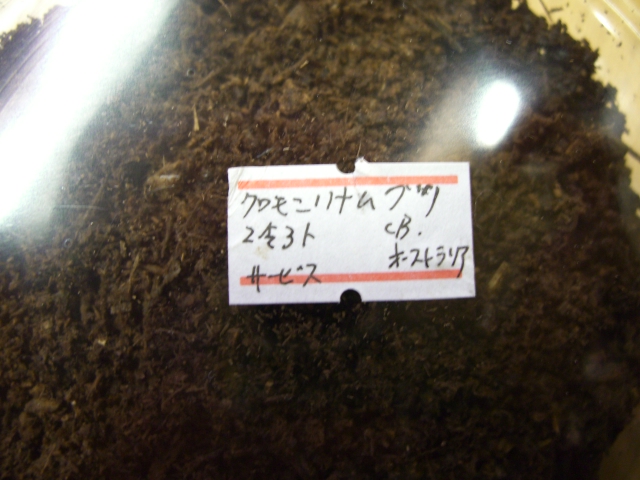 クロモニリナム ブツ
2令3ト CB.
オーストラリア
サービス